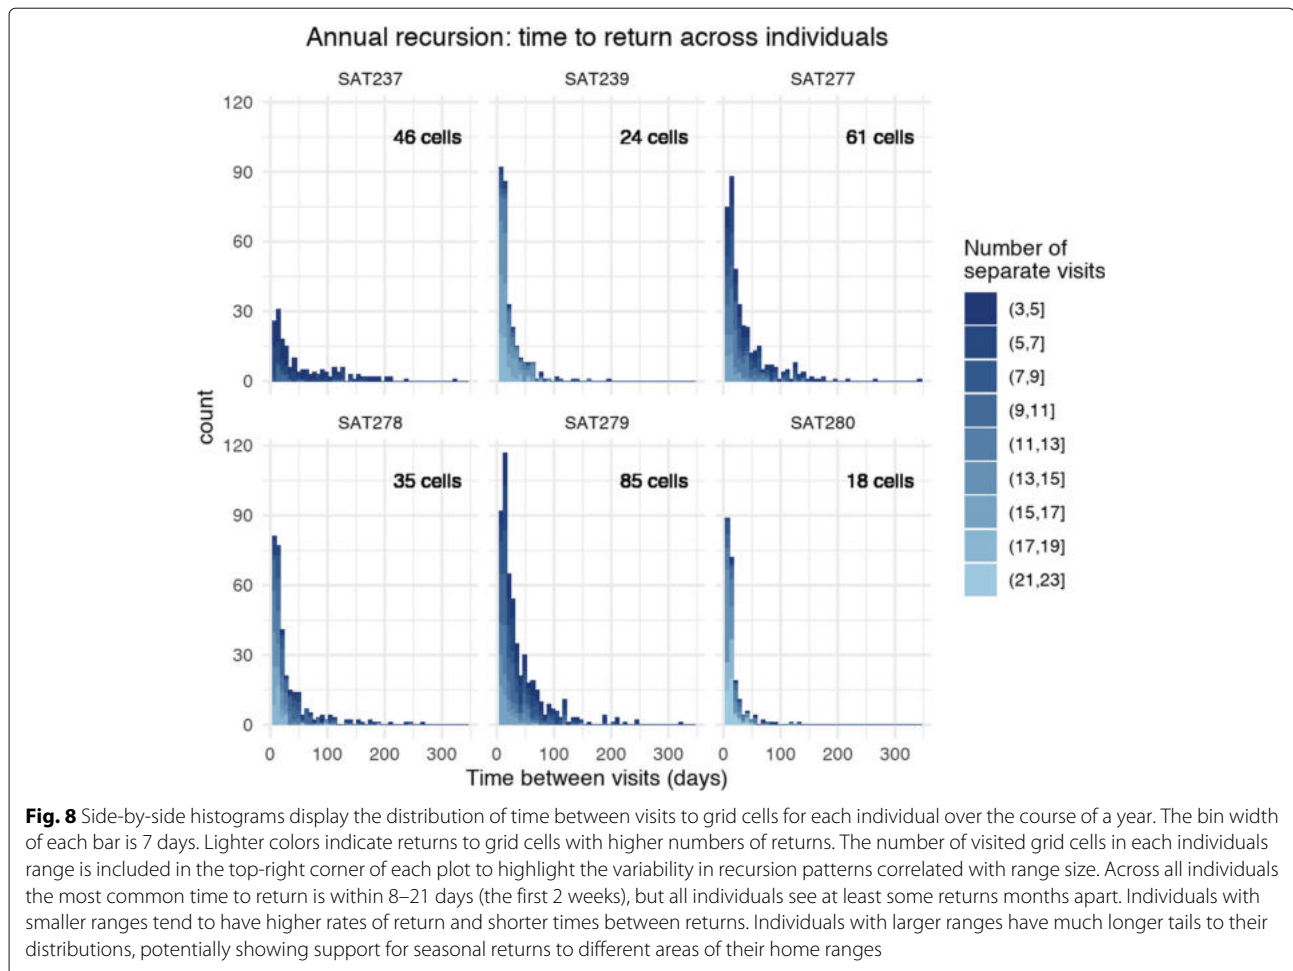 Annual recursion: time to return across individuals
SAT237
SAT239
SAT277
120
90
60
30
0
46 cells
24 cells
61 cells
count
SAT278
SAT279
SAT280
120
90
60
30
0
35 cells
85 cells
18 cells
0 100 200 300
0 100 200 300
0 100 200 300
Time between visits (days)
Number of
separate visits
(3,5]
(5,7]
(7,9]
(9,11]
(11,13]
(13,15]
(15,17]
(17,19]
(21,23]
Fig. 8 Side-by-side histograms display the distribution of time between visits to grid cells for each individual over the course of a year. The bin width
of each bar is 7 days. Lighter colors indicate returns to grid cells with higher numbers of returns. The number of visited grid cells in each individuals
range is included in the top-right corner of each plot to highlight the variability in recursion patterns correlated with range size. Across all individuals
the most common time to return is within 8–21 days (the first 2 weeks), but all individuals see at least some returns months apart. Individuals with
smaller ranges tend to have higher rates of return and shorter times between returns. Individuals with larger ranges have much longer tails to their
distributions, potentially showing support for seasonal returns to different areas of their home ranges